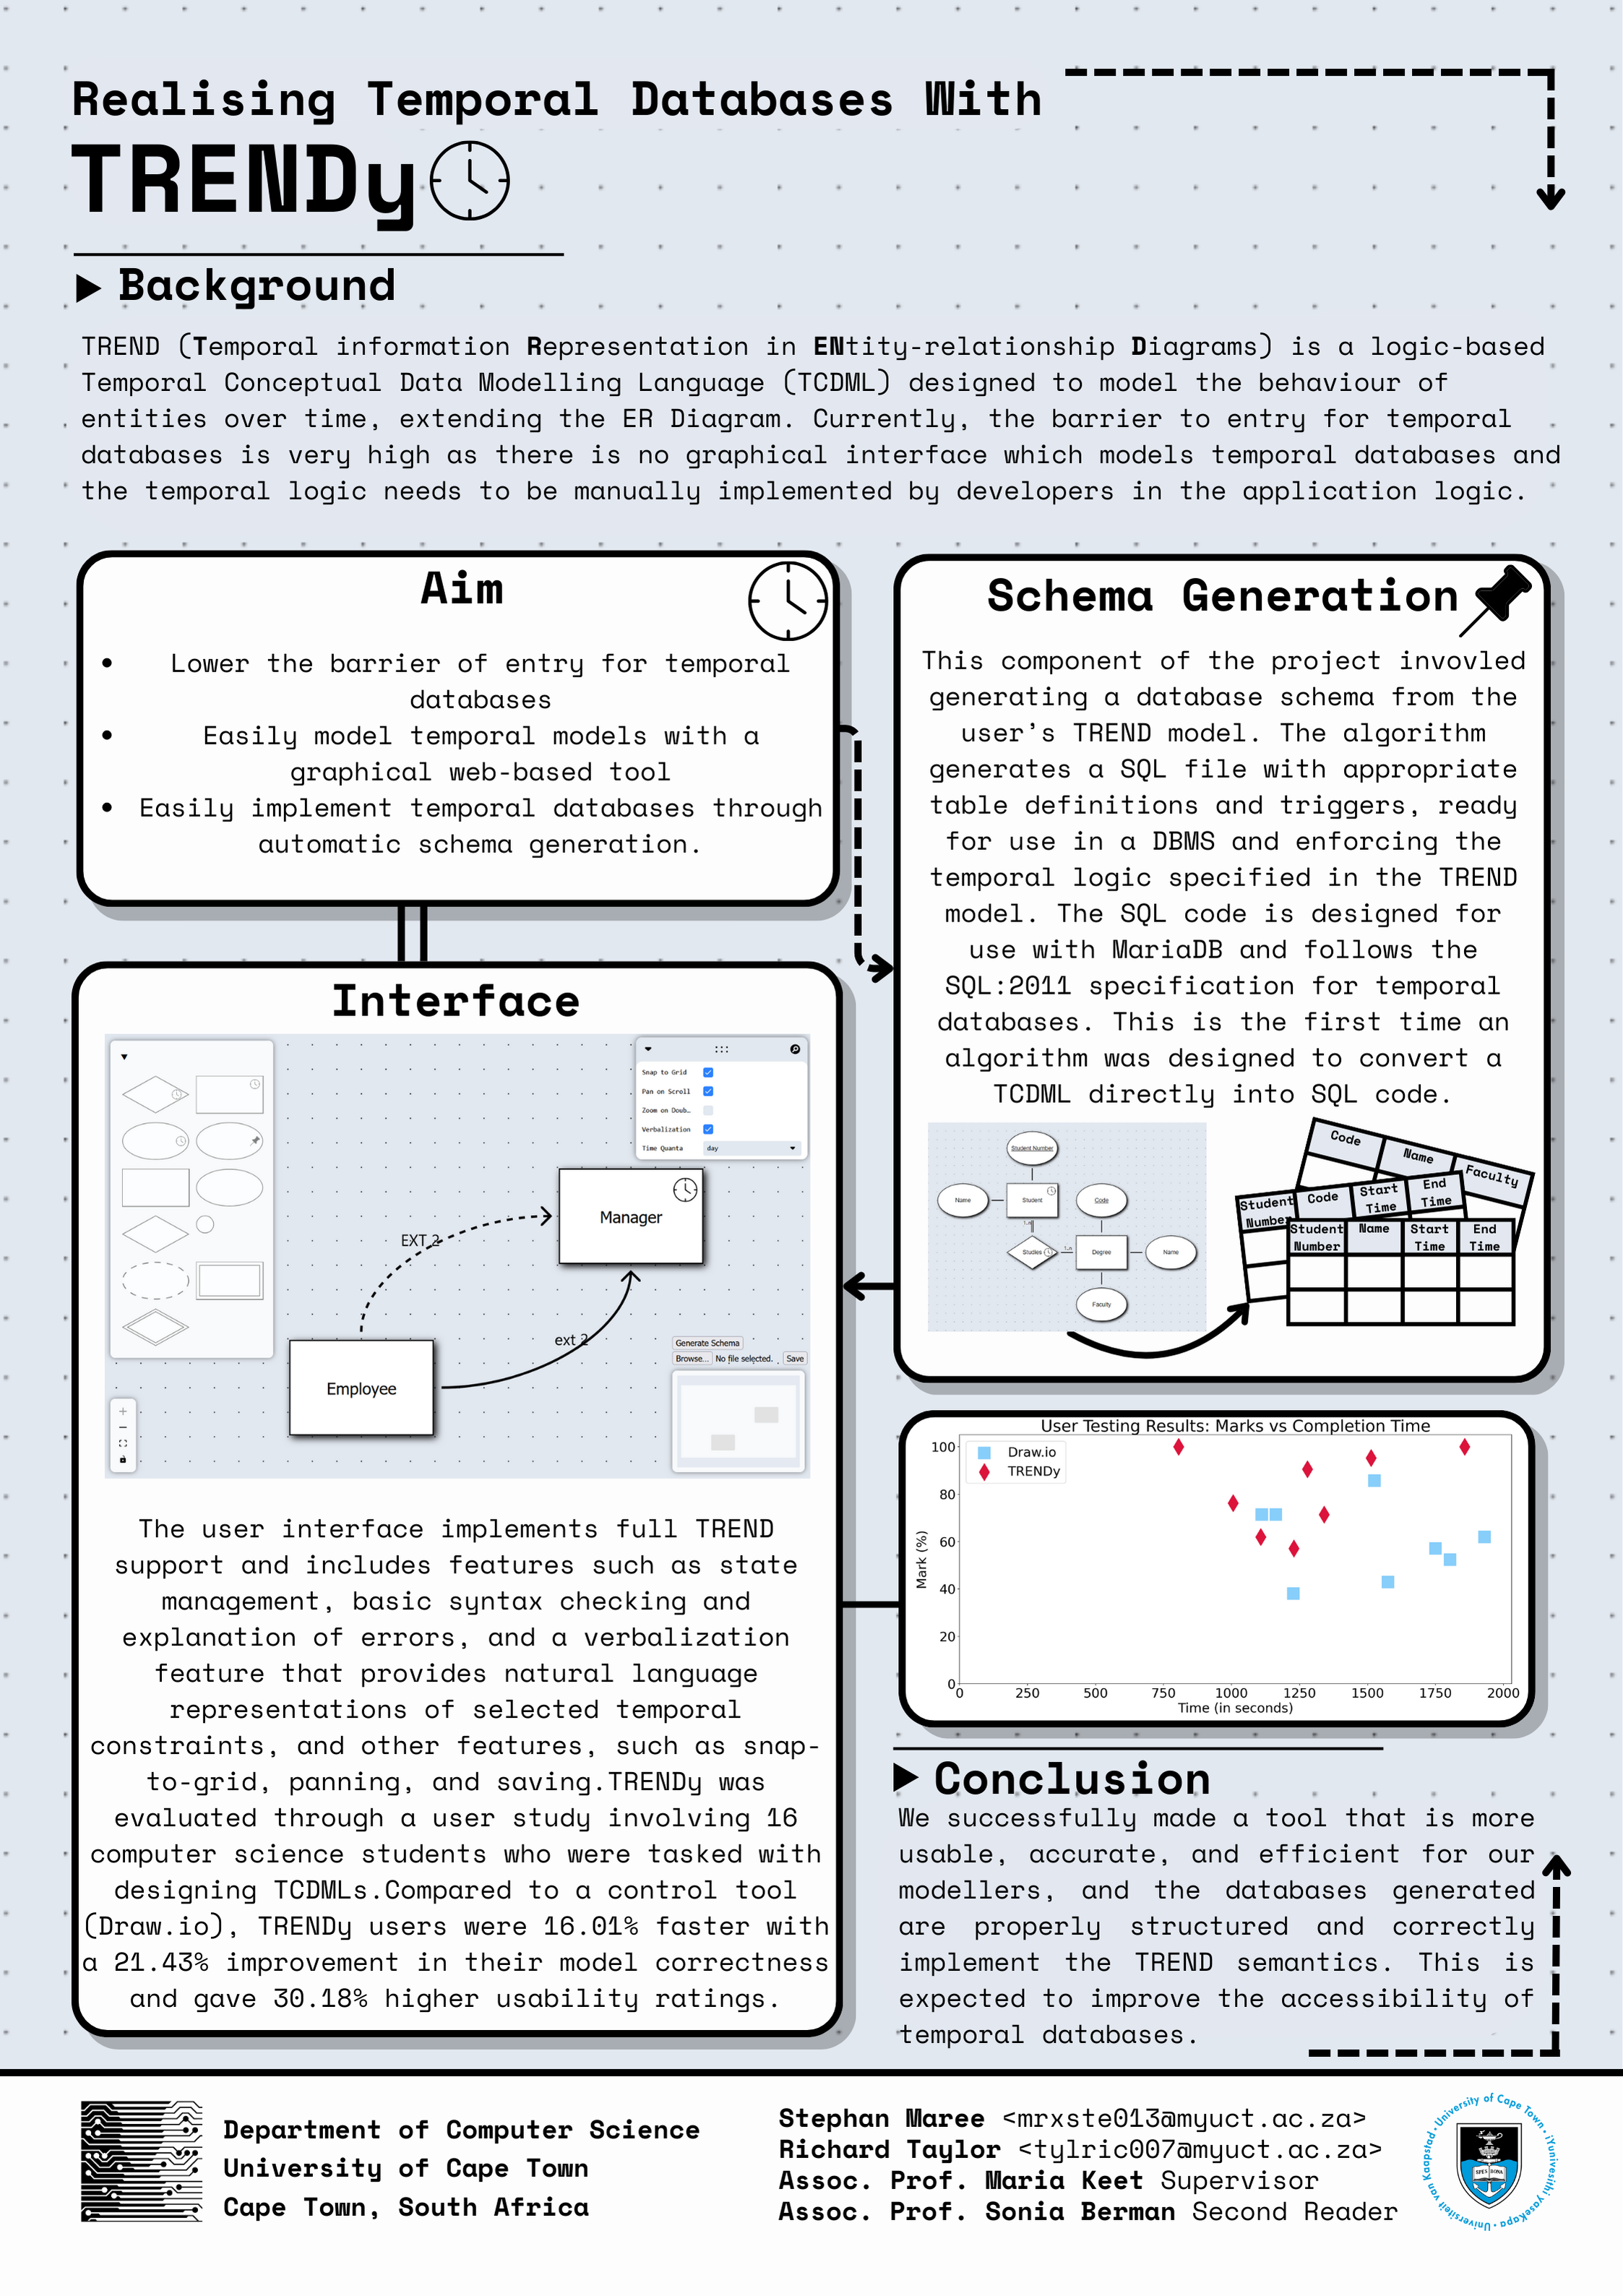 Realising Temporal Databases With
TRENDy
Background
TREND (Temporal information Representation in ENtity-relationship Diagrams) is a logic-based
Temporal Conceptual Data Modelling Language (TCDML) designed to model the behaviour of
entities over time, extending the ER Diagram. Currently, the barrier to entry for temporal
databases is very high as there is no graphical interface which models temporal databases and
the temporal logic needs to be manually implemented by developers in the application logic.
Aim
• Lower the barrier of entry for temporal
databases
• Easily model temporal models with a
graphical web-based tool
• Easily implement temporal databases through
automatic schema generation.
Interface
Snap to Grid
Pan on Scroll
Zoom on Doub…
Verbalization
Time Quanta day
Manager
EXT 2
ext 2
Employee
Generate Schema
Browse... No file selected. Save
The user interface implements full TREND
support and includes features such as state
management, basic syntax checking and
explanation of errors, and a verbalization
feature that provides natural language
representations of selected temporal
constraints, and other features, such as snap-
to-grid, panning, and saving.TRENDy was
evaluated through a user study involving 16
computer science students who were tasked with
designing TCDMLs.Compared to a control tool
(Draw.io), TRENDy users were 16.01% faster with
a 21.43% improvement in their model correctness
and gave 30.18% higher usability ratings.
Schema Generation
This component of the project invovled
generating a database schema from the
user's TREND model. The algorithm
generates a SQL file with appropriate
table definitions and triggers, ready
for use in a DBMS and enforcing the
temporal logic specified in the TREND
model. The SQL code is designed for
use with MariaDB and follows the
SQL:2011 specification for temporal
databases. This is the first time an
algorithm was designed to convert a
TCDML directly into SQL code.
Student Number
Name Student Code
1..n
Studies 1..n Degree Name
Faculty
Code Name Faculty
Student Number Code Start Time End Time
Student Number Name Start Time End Time
User Testing Results: Marks vs Completion Time
Draw.io
TRENDy
Mark (%)
100
80
60
40
20
0
0 250 500 750 1000 1250 1500 1750 2000
Time (in seconds)
Conclusion
We successfully made a tool that is more
usable, accurate, and efficient for our
modellers, and the databases generated
are properly structured and correctly
implement the TREND semantics. This is
expected to improve the accessibility of
temporal databases.
Department of Computer Science
University of Cape Town
Cape Town, South Africa
Stephan Maree <mrxste013@myuct.ac.za>
Richard Taylor <tylric007@myuct.ac.za>
Assoc. Prof. Maria Keet Supervisor
Assoc. Prof. Sonia Berman Second Reader
University of Cape Town · iYunivesithi yaseKapa · Universiteit van Kaapstad ·
SPES BONA